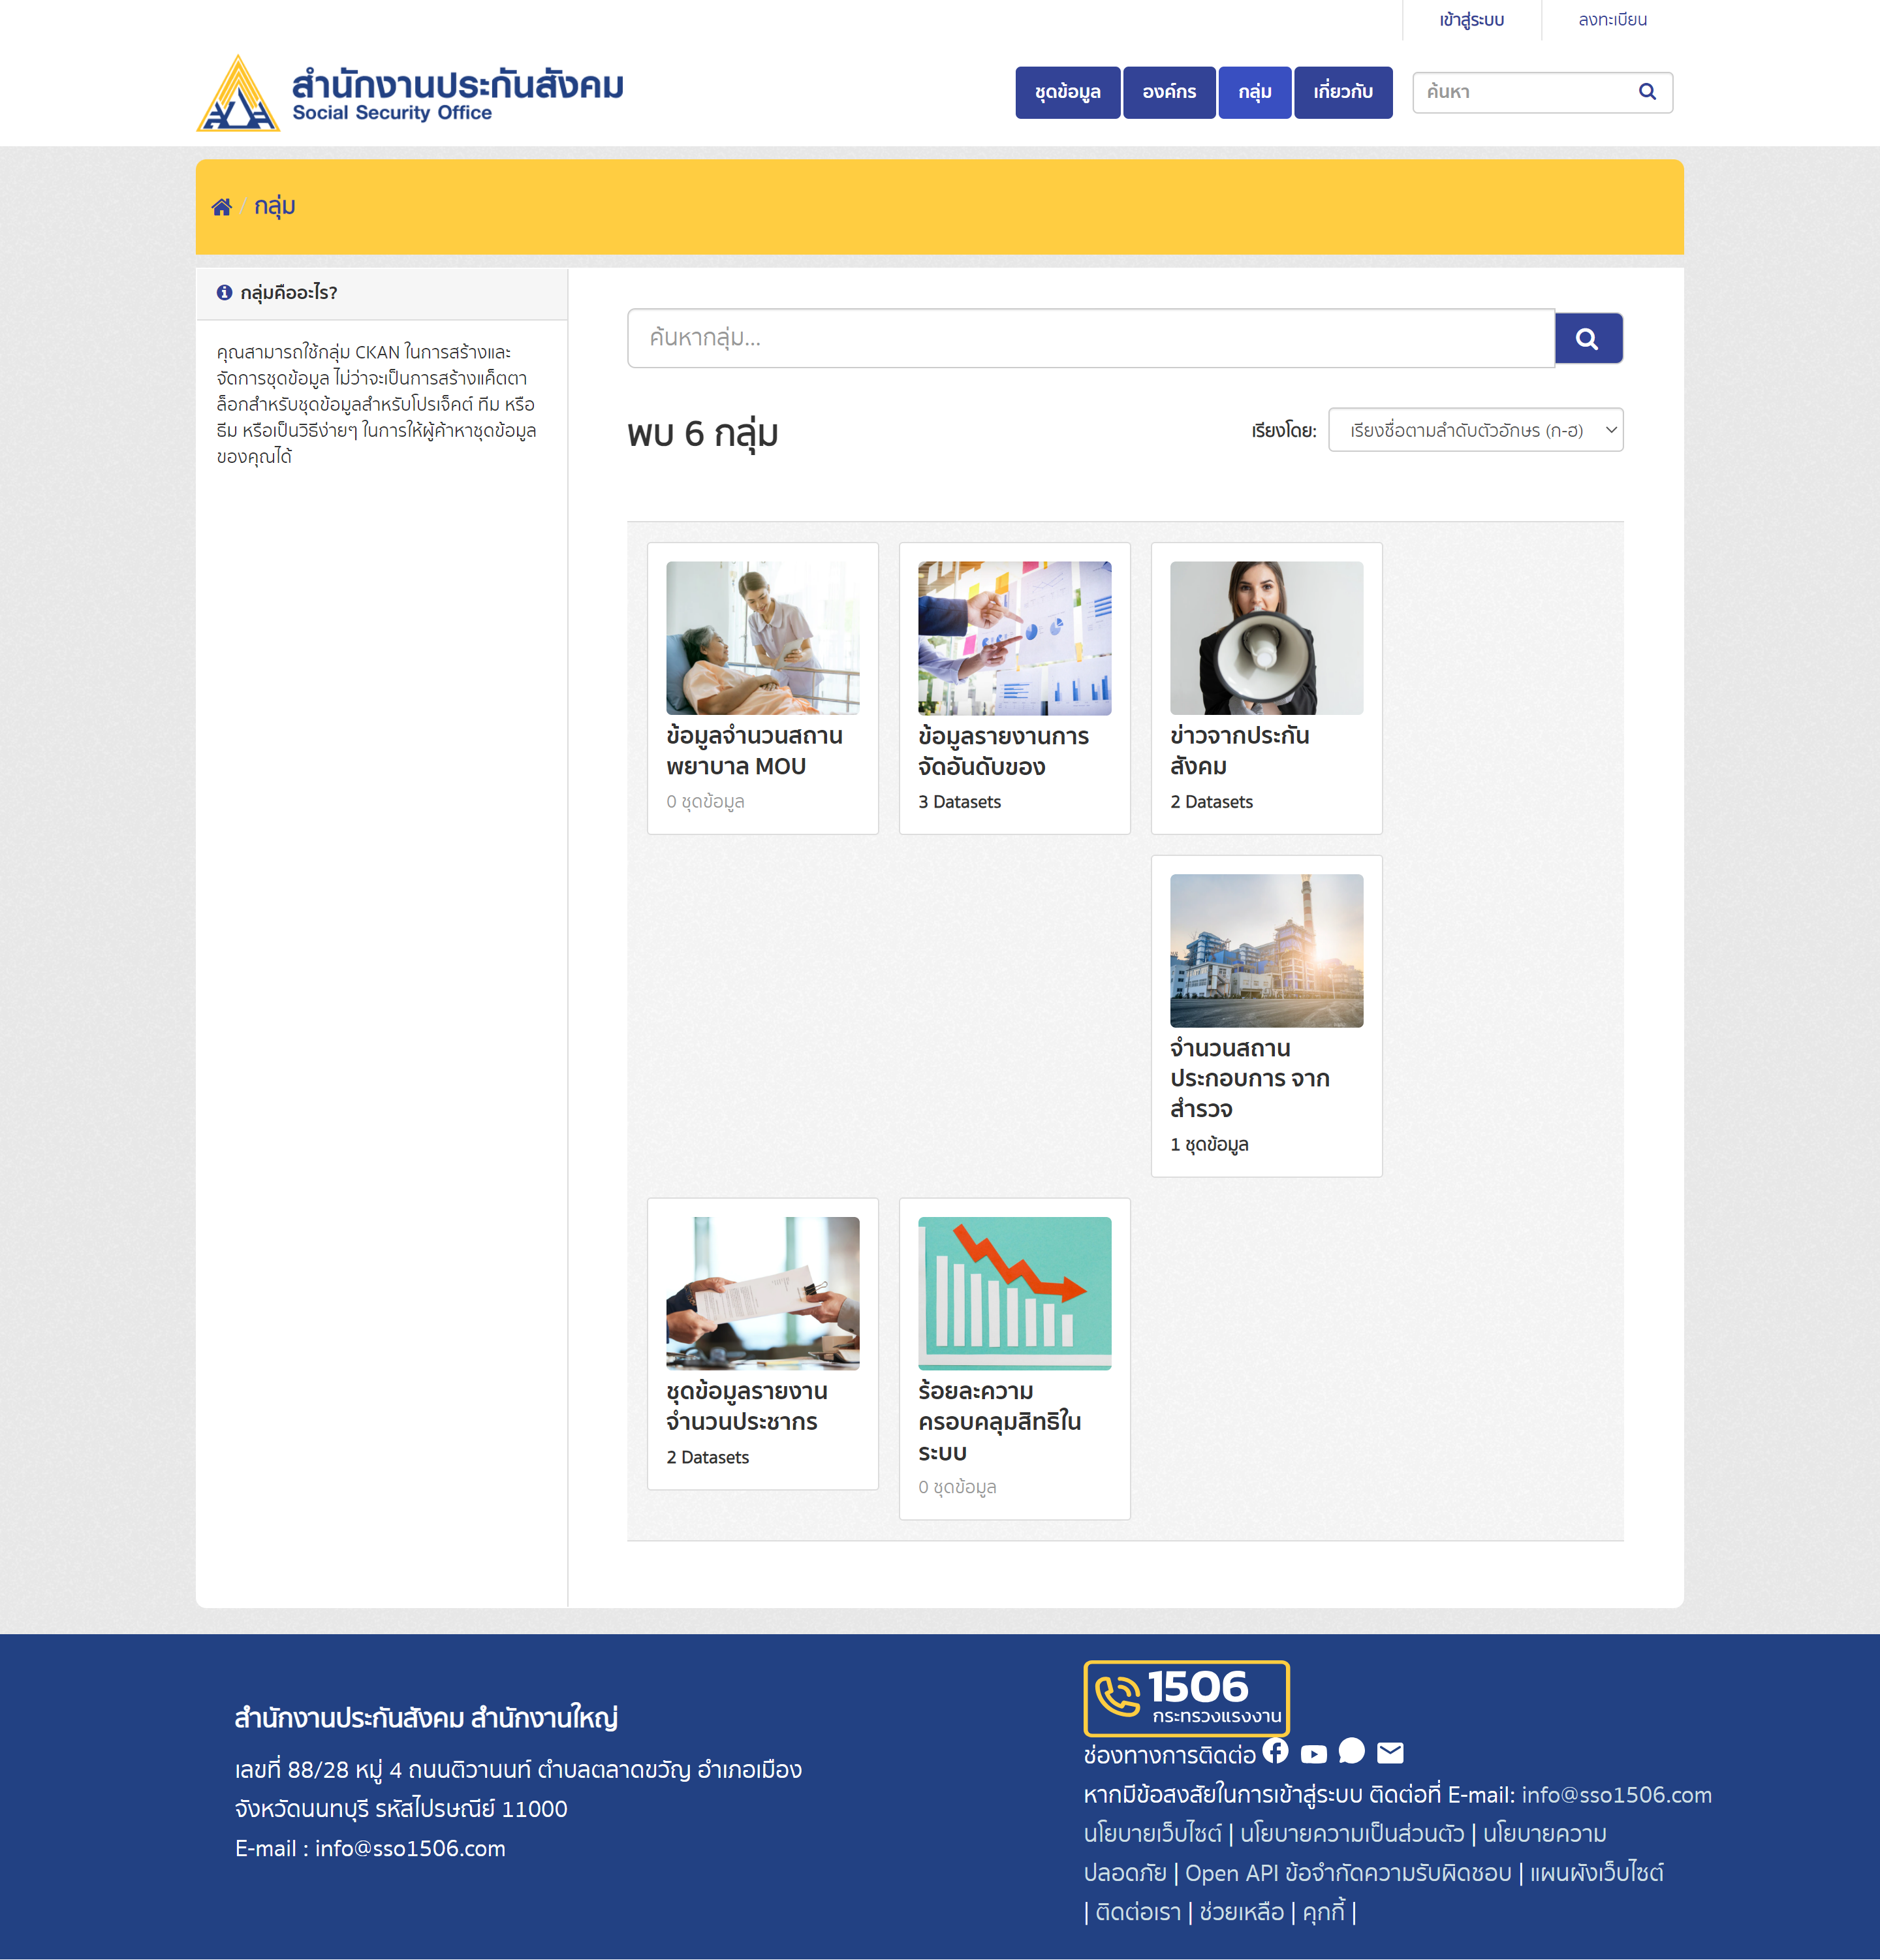 เข้าสู่ระบบ ลงทะเบียน
สำนักงานประกันสังคม
Social Security Office
ชุดข้อมูล องค์กร กลุ่ม เกี่ยวกับ ค้นหา
/ กลุ่ม
กลุ่มคืออะไร?
คุณสามารถใช้กลุ่ม CKAN ในการสร้างและ
จัดการชุดข้อมูล ไม่ว่าจะเป็นการสร้างแค็ตตา
ล็อกสำหรับชุดข้อมูลสำหรับโปรเจ็คต์ ทีม หรือ
ธีม หรือเป็นวิธีง่ายๆ ในการให้ผู้ค้าหาชุดข้อมูล
ของคุณได้
ค้นหากลุ่ม...
พบ 6 กลุ่ม
เรียงโดย: เรียงชื่อตามลำดับตัวอักษร (ก-ฮ)
ข้อมูลจำนวนสถาน
พยาบาล MOU
0 ชุดข้อมูล
ข้อมูลรายงานการ
จัดอันดับของ
3 Datasets
ข่าวจากประกัน
สังคม
2 Datasets
จำนวนสถาน
ประกอบการ จาก
สำรวจ
1 ชุดข้อมูล
ชุดข้อมูลรายงาน
จำนวนประชากร
2 Datasets
ร้อยละความ
ครอบคลุมสิทธิใน
ระบบ
0 ชุดข้อมูล
สำนักงานประกันสังคม สำนักงานใหญ่
เลขที่ 88/28 หมู่ 4 ถนนติวานนท์ ตำบลตลาดขวัญ อำเภอเมือง
จังหวัดนนทบุรี รหัสไปรษณีย์ 11000
E-mail : info@sso1506.com
1506
กระทรวงแรงงาน
ช่องทางการติดต่อ
หากมีข้อสงสัยในการเข้าสู่ระบบ ติดต่อที่ E-mail: info@sso1506.com
นโยบายเว็บไซต์ | นโยบายความเป็นส่วนตัว | นโยบายความ
ปลอดภัย | Open API ข้อจำกัดความรับผิดชอบ | แผนผังเว็บไซต์
| ติดต่อเรา | ช่วยเหลือ | คุกกี้ |